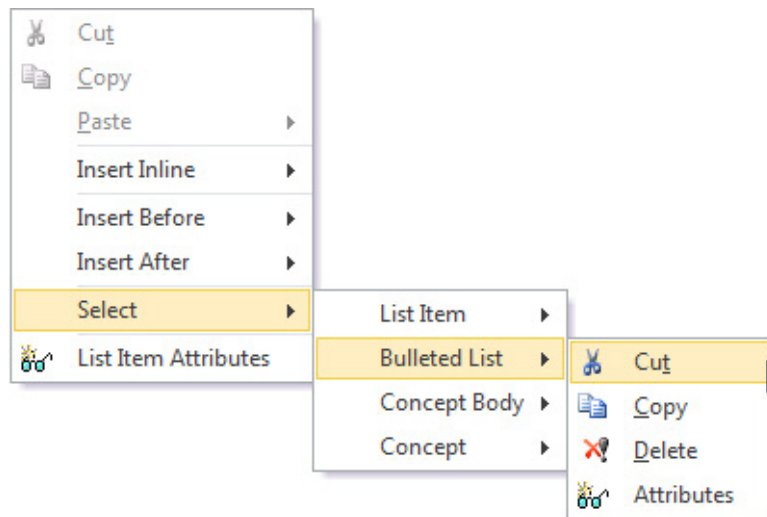 Cut
Copy
Paste
Insert Inline
Insert Before
Insert After
Select
List Item Attributes
List Item
Bulleted List
Concept Body
Concept
Cut
Copy
Delete
Attributes